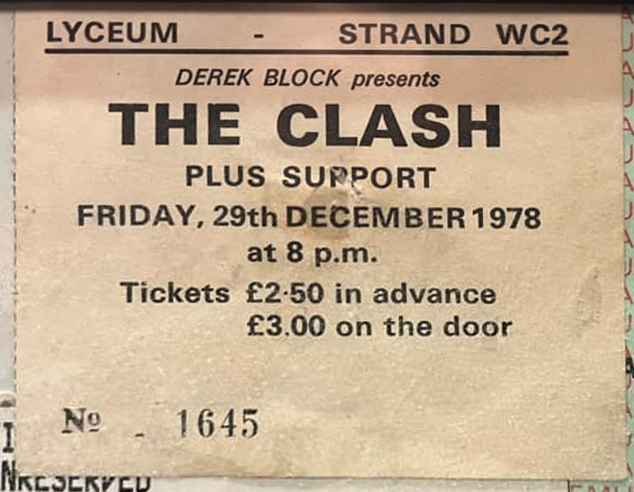 LYCEUM - STRAND WC2
DEREK BLOCK presents
THE CLASH
PLUS SUPPORT
FRIDAY, 29th DECEMBER 1978
at 8 p.m.
Tickets £2·50 in advance
£3.00 on the door
Nº - 1645
NRESERVED